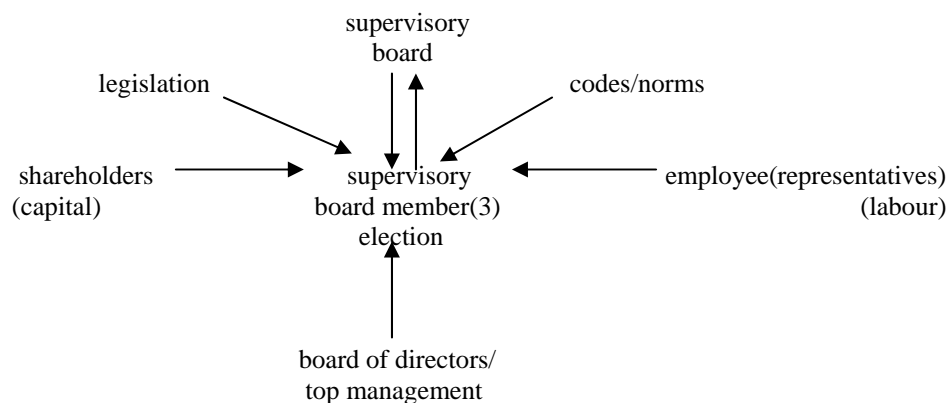 supervisory
board
legislation
codes/norms
shareholders
(capital)
supervisory
board member(3)
election
employee(representatives)
(labour)
board of directors/
top management